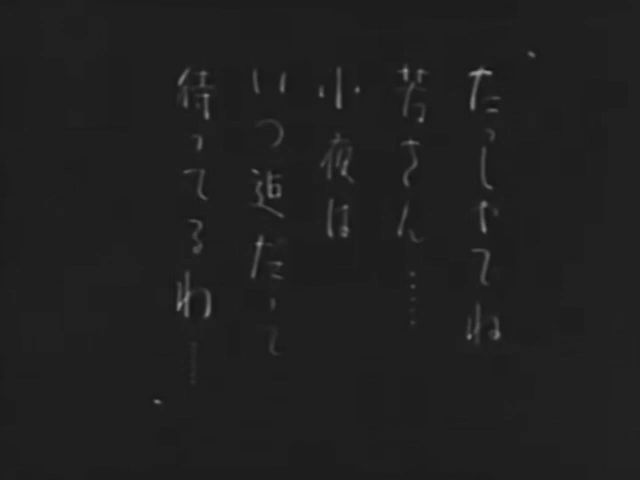 たっしやでね
若さん……
小夜は
いつ迄だって
待ってるわ……